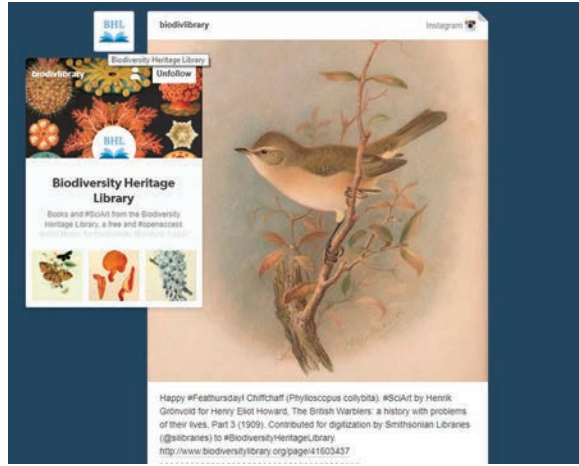 BHL
biodivlibrary
Instagram
Biodiversity Heritage Library
biodivlibrary
Unfollow
BHL
Biodiversity Heritage
Library
Books and #SciArt from the Biodiversity
Heritage Library, a free and #openaccess
Happy #Feathursday! Chiffchaff (Phylloscopus collybita). #SciArt by Henrik
Grönvold for Henry Eliot Howard, The British Warblers: a history with problems
of their lives, Part 3 (1909). Contributed for digitization by Smithsonian Libraries
(@silibraries) to #BiodiversityHeritageLibrary.
http://www.biodiversitylibrary.org/page/41603437